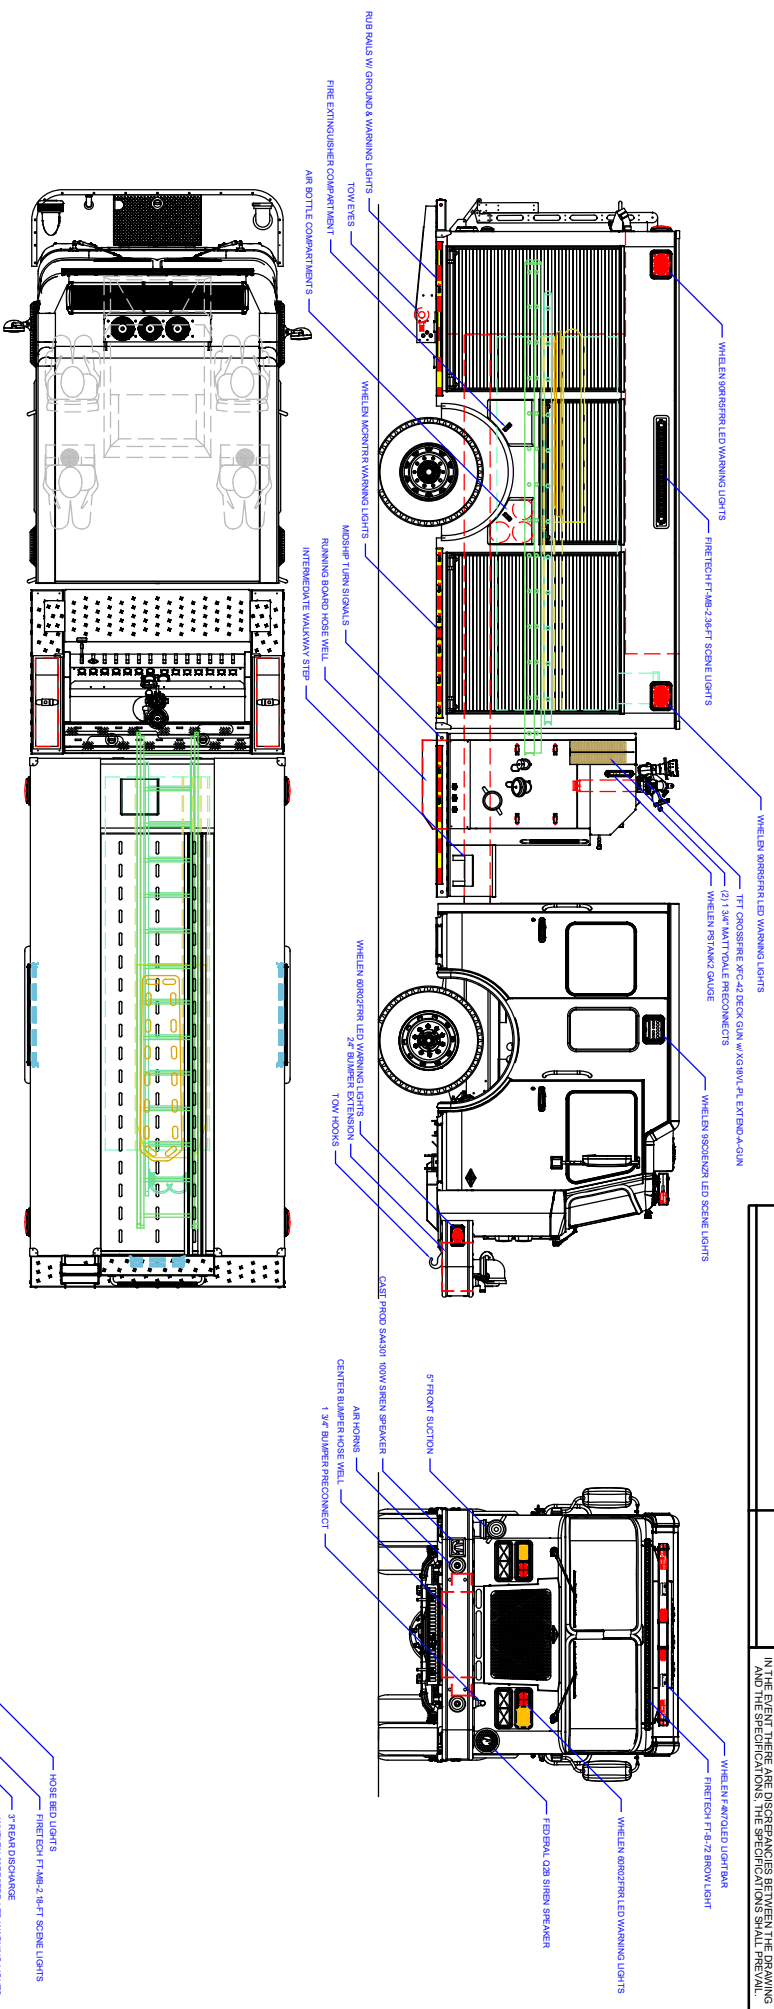 IN THE EVENT THERE ARE DISCREPANCIES BETWEEN THE DRAWING
AND THE SPECIFICATIONS, THE SPECIFICATIONS SHALL PREVAIL.
WHELEN 90RR5FRR LED WARNING LIGHTS
FIRETECH FT-MB-2.36-FT SCENE LIGHTS
WHELEN 90RR5FRR LED WARNING LIGHTS
TFT CROSSFIRE XFC-42 DECK GUN w/ XG18VL-PL EXTEND-A-GUN
(2) 1 3/4" MATTYDALE PRECONNECTS
WHELEN PSTANK2 GAUGE
WHELEN 9SC0ENZR LED SCENE LIGHTS
RUB RAILS W/ GROUND & WARNING LIGHTS
TOW EYES
FIRE EXTINGUISHER COMPARTMENT
AIR BOTTLE COMPARTMENTS
WHELEN MCRNTRR WARNING LIGHTS
MIDSHIP TURN SIGNALS
RUNNING BOARD HOSE WELL
INTERMEDIATE WALKWAY STEP
WHELEN 60R02FRR LED WARNING LIGHTS
24" BUMPER EXTENSION
TOW HOOKS
WHELEN F4N7QLED LIGHTBAR
FIRETECH FT-B-72 BROW LIGHT
WHELEN 60R02FRR LED WARNING LIGHTS
FEDERAL Q2B SIREN SPEAKER
5" FRONT SUCTION
CAST PROD SA4301 100W SIREN SPEAKER
AIR HORNS
CENTER BUMPER HOSE WELL
1 3/4" BUMPER PRECONNECT
HOSE BED LIGHTS
FIRETECH FT-MB-2.18-FT SCENE LIGHTS
3" REAR DISCHARGE